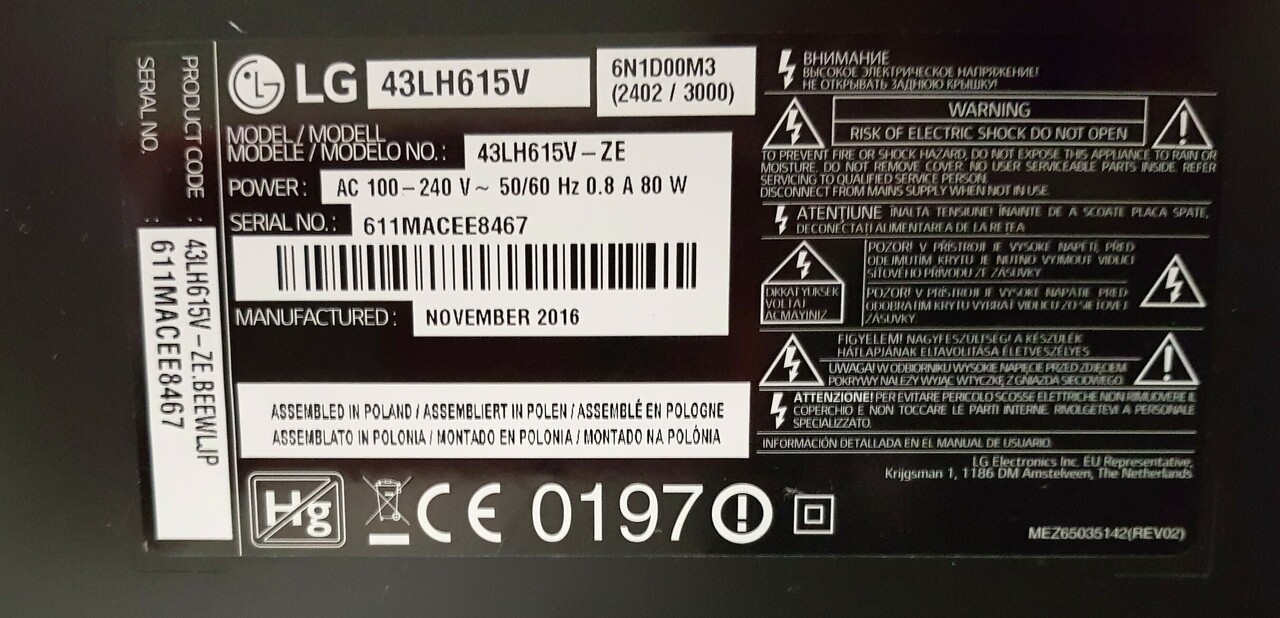 PRODUCT CODE : 43LH615V-ZE.BEEWLJP
SERIAL NO. : 611MACEE8467
LG 43LH615V
6N1D00M3
(2402 / 3000)
MODEL / MODELL
MODÈLE / MODELO NO. : 43LH615V-ZE
POWER : AC 100-240 V~ 50/60 Hz 0.8 A 80 W
SERIAL NO. : 611MACEE8467
MANUFACTURED : NOVEMBER 2016
ASSEMBLED IN POLAND / ASSEMBLIERT IN POLEN / ASSEMBLÉ EN POLOGNE
ASSEMBLATO IN POLONIA / MONTADO EN POLONIA / MONTADO NA POLÓNIA
Hg
CE 0197
ВНИМАНИЕ
ВЫСОКОЕ ЭЛЕКТРИЧЕСКОЕ НАПРЯЖЕНИЕ!
НЕ ОТКРЫВАТЬ ЗАДНЮЮ КРЫШКУ!
WARNING
RISK OF ELECTRIC SHOCK DO NOT OPEN
TO PREVENT FIRE OR SHOCK HAZARD, DO NOT EXPOSE THIS APPLIANCE TO RAIN OR
MOISTURE. DO NOT REMOVE COVER. NO USER SERVICEABLE PARTS INSIDE. REFER
SERVICING TO QUALIFIED SERVICE PERSON.
DISCONNECT FROM MAINS SUPPLY WHEN NOT IN USE.
ATENȚIUNE ÎNALTA TENSIUNE! ÎNAINTE DE A SCOATE PLACA SPATE,
DECONECTAȚI ALIMENTAREA DE LA REȚEA
DIKKAT YÜKSEK
VOLTAJ
AÇMAYINIZ
POZOR! V PŘÍSTROJI JE VYSOKÉ NAPĚTÍ, PŘED
ODEJMUTÍM KRYTU JE NUTNO VYJMOUT VIDLICI
SÍŤOVÉHO PŘÍVODU ZE ZÁSUVKY
POZOR! V PRÍSTROJI JE VYSOKÉ NAPÄTIE PRED
ODOBRATÍM KRYTU VYBRAŤ VIDLICU ZO SIEŤOVEJ
ZÁSUVKY
FIGYELEM! NAGYFESZÜLTSÉG! A KÉSZÜLÉK
HÁTLAPJÁNAK ELTÁVOLÍTÁSA ÉLETVESZÉLYES
UWAGA! W ODBIORNIKU WYSOKIE NAPIĘCIE PRZED ZDJĘCIEM
POKRYWY NALEŻY WYJĄĆ WTYCZKĘ Z GNIAZDA SIECIOWEGO
ATTENZIONE! PER EVITARE PERICOLO SCOSSE ELETTRICHE NON RIMUOVERE IL
COPERCHIO E NON TOCCARE LE PARTI INTERNE. RIVOLGETEVI A PERSONALE
SPECIALIZZATO.
INFORMACIÓN DETALLADA EN EL MANUAL DE USUARIO.
LG Electronics Inc. EU Representative,
Krijgsman 1, 1186 DM Amstelveen, The Netherlands
MEZ65035142(REV02)